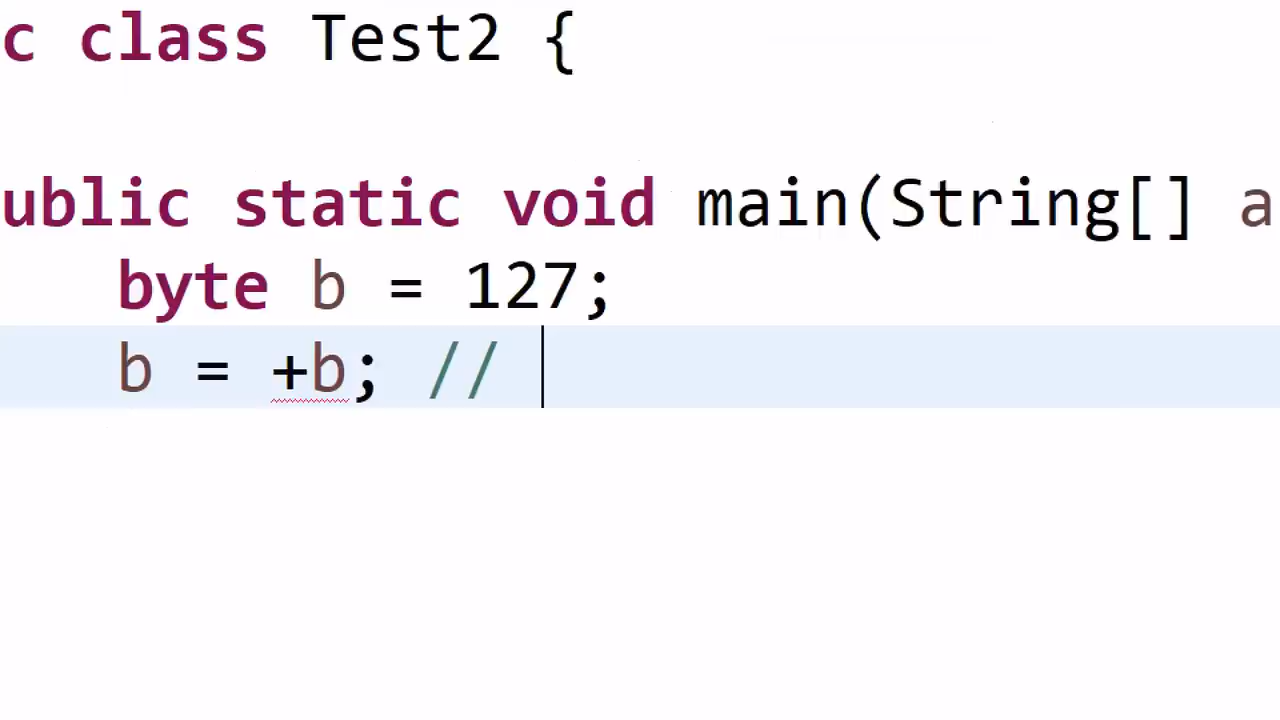 c class Test2 {
ublic static void main(String[] a
byte b = 127;
b = +b; //